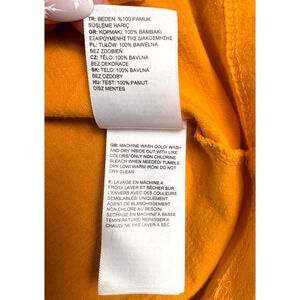 TR: BEDEN: %100 PAMUK
SÜSLEME HARİÇ
GR: ΚΟΡΜΑΚΙ: 100% ΒΑΜΒΑΚΙ
ΕΞΑΙΡΟΥΜΕΝΗΣ ΤΗΣ ΔΙΑΚΟΣΜΗΣΗΣ
PL: TUŁÓW: 100% BAWEŁNA
BEZ ZDOBIEŃ
CZ: TĚLO: 100% BAVLNA
BEZ DEKORACE
SK: TELO: 100% BAVLNA
BEZ OZDOBY
HU: TEST: 100% PAMUT
DÍSZ MENTES
GB: MACHINE WASH COLD/ WASH
AND DRY INSIDE OUT WITH LIKE
COLORS/ ONLY NON CHLORINE
BLEACH WHEN NEEDED/ TUMBLE
DRY LOW/ WARM IRON/ DO NOT
DRY CLEAN
F: LAVAGE EN MACHINE A
FROID/ LAVER ET SÉCHER SUR
L'ENVERS AVEC DES COULEURS
SEMBLABLES/ UNIQUEMENT
AGENT DE BLANCHISSEMENT
NON CHLORE AU BESOIN/
SECHAGE EN MACHINE A BASSE
TEMPERATURE/ REPASSER A
CHAUD/ NE PAS LAVER A SEC